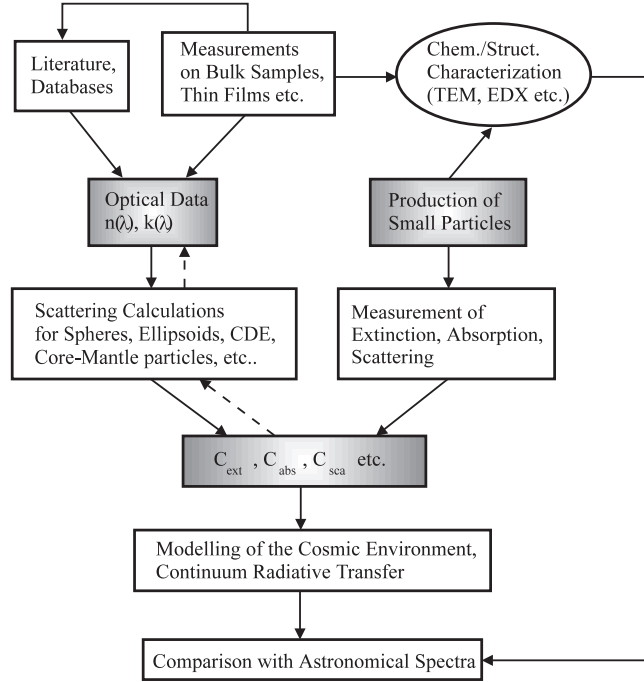 Literature,
Databases
Measurements
on Bulk Samples,
Thin Films etc.
Chem./Struct.
Characterization
(TEM, EDX etc.)
Optical Data
n(λ), k(λ)
Production of
Small Particles
Scattering Calculations
for Spheres, Ellipsoids, CDE,
Core-Mantle particles, etc..
Measurement of
Extinction, Absorption,
Scattering
C_ext , C_abs , C_sca etc.
Modelling of the Cosmic Environment,
Continuum Radiative Transfer
Comparison with Astronomical Spectra